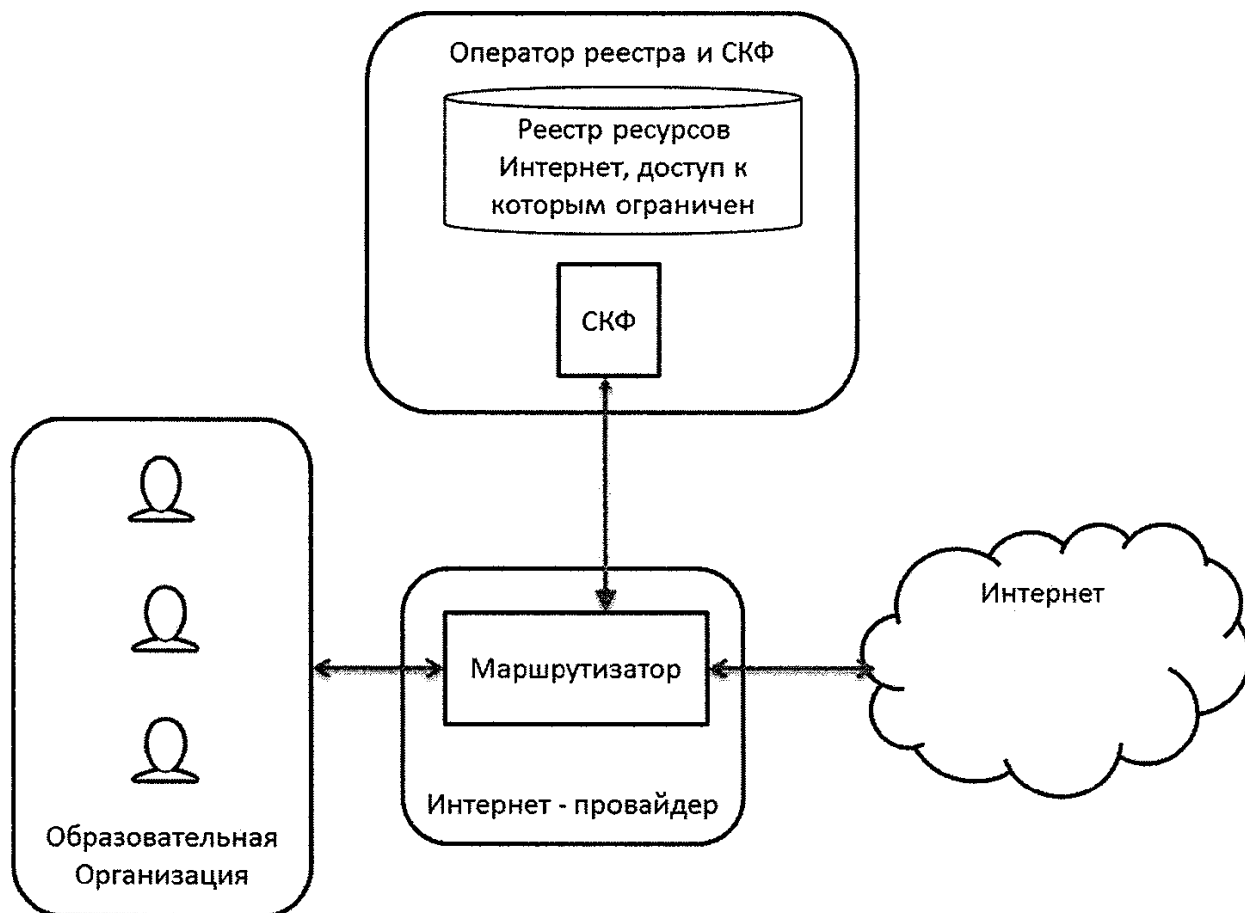 Оператор реестра и СКФ
Реестр ресурсов
Интернет, доступ к
которым ограничен
СКФ
Интернет
Маршрутизатор
Интернет - провайдер
Образовательная
Организация